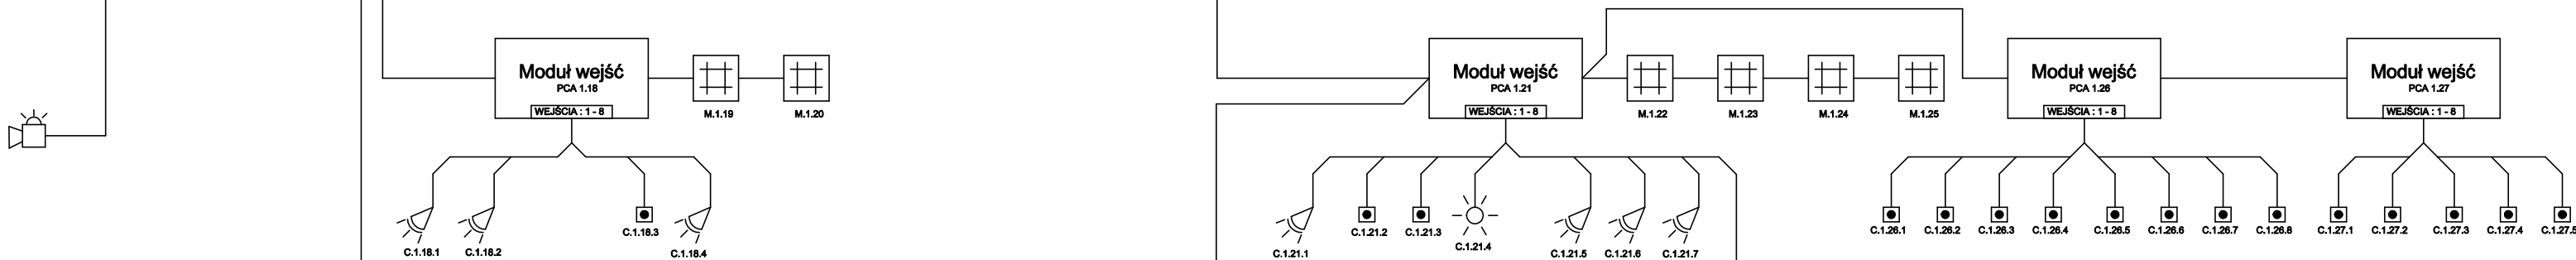 Moduł wejść
PCA 1.18
WEJŚCIA : 1 - 8
M.1.19
M.1.20
C.1.18.1
C.1.18.2
C.1.18.3
C.1.18.4
Moduł wejść
PCA 1.21
WEJŚCIA : 1 - 8
M.1.22
M.1.23
M.1.24
M.1.25
C.1.21.1
C.1.21.2
C.1.21.3
C.1.21.4
C.1.21.5
C.1.21.6
C.1.21.7
Moduł wejść
PCA 1.26
WEJŚCIA : 1 - 8
C.1.26.1
C.1.26.2
C.1.26.3
C.1.26.4
C.1.26.5
C.1.26.6
C.1.26.7
C.1.26.8
Moduł wejść
PCA 1.27
WEJŚCIA : 1 - 8
C.1.27.1
C.1.27.2
C.1.27.3
C.1.27.4
C.1.27.5